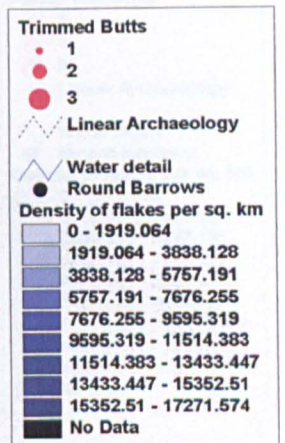 Trimmed Butts
1
2
3
Linear Archaeology
Water detail
Round Barrows
Density of flakes per sq. km
0 - 1919.064
1919.064 - 3838.128
3838.128 - 5757.191
5757.191 - 7676.255
7676.255 - 9595.319
9595.319 - 11514.383
11514.383 - 13433.447
13433.447 - 15352.51
15352.51 - 17271.574
No Data